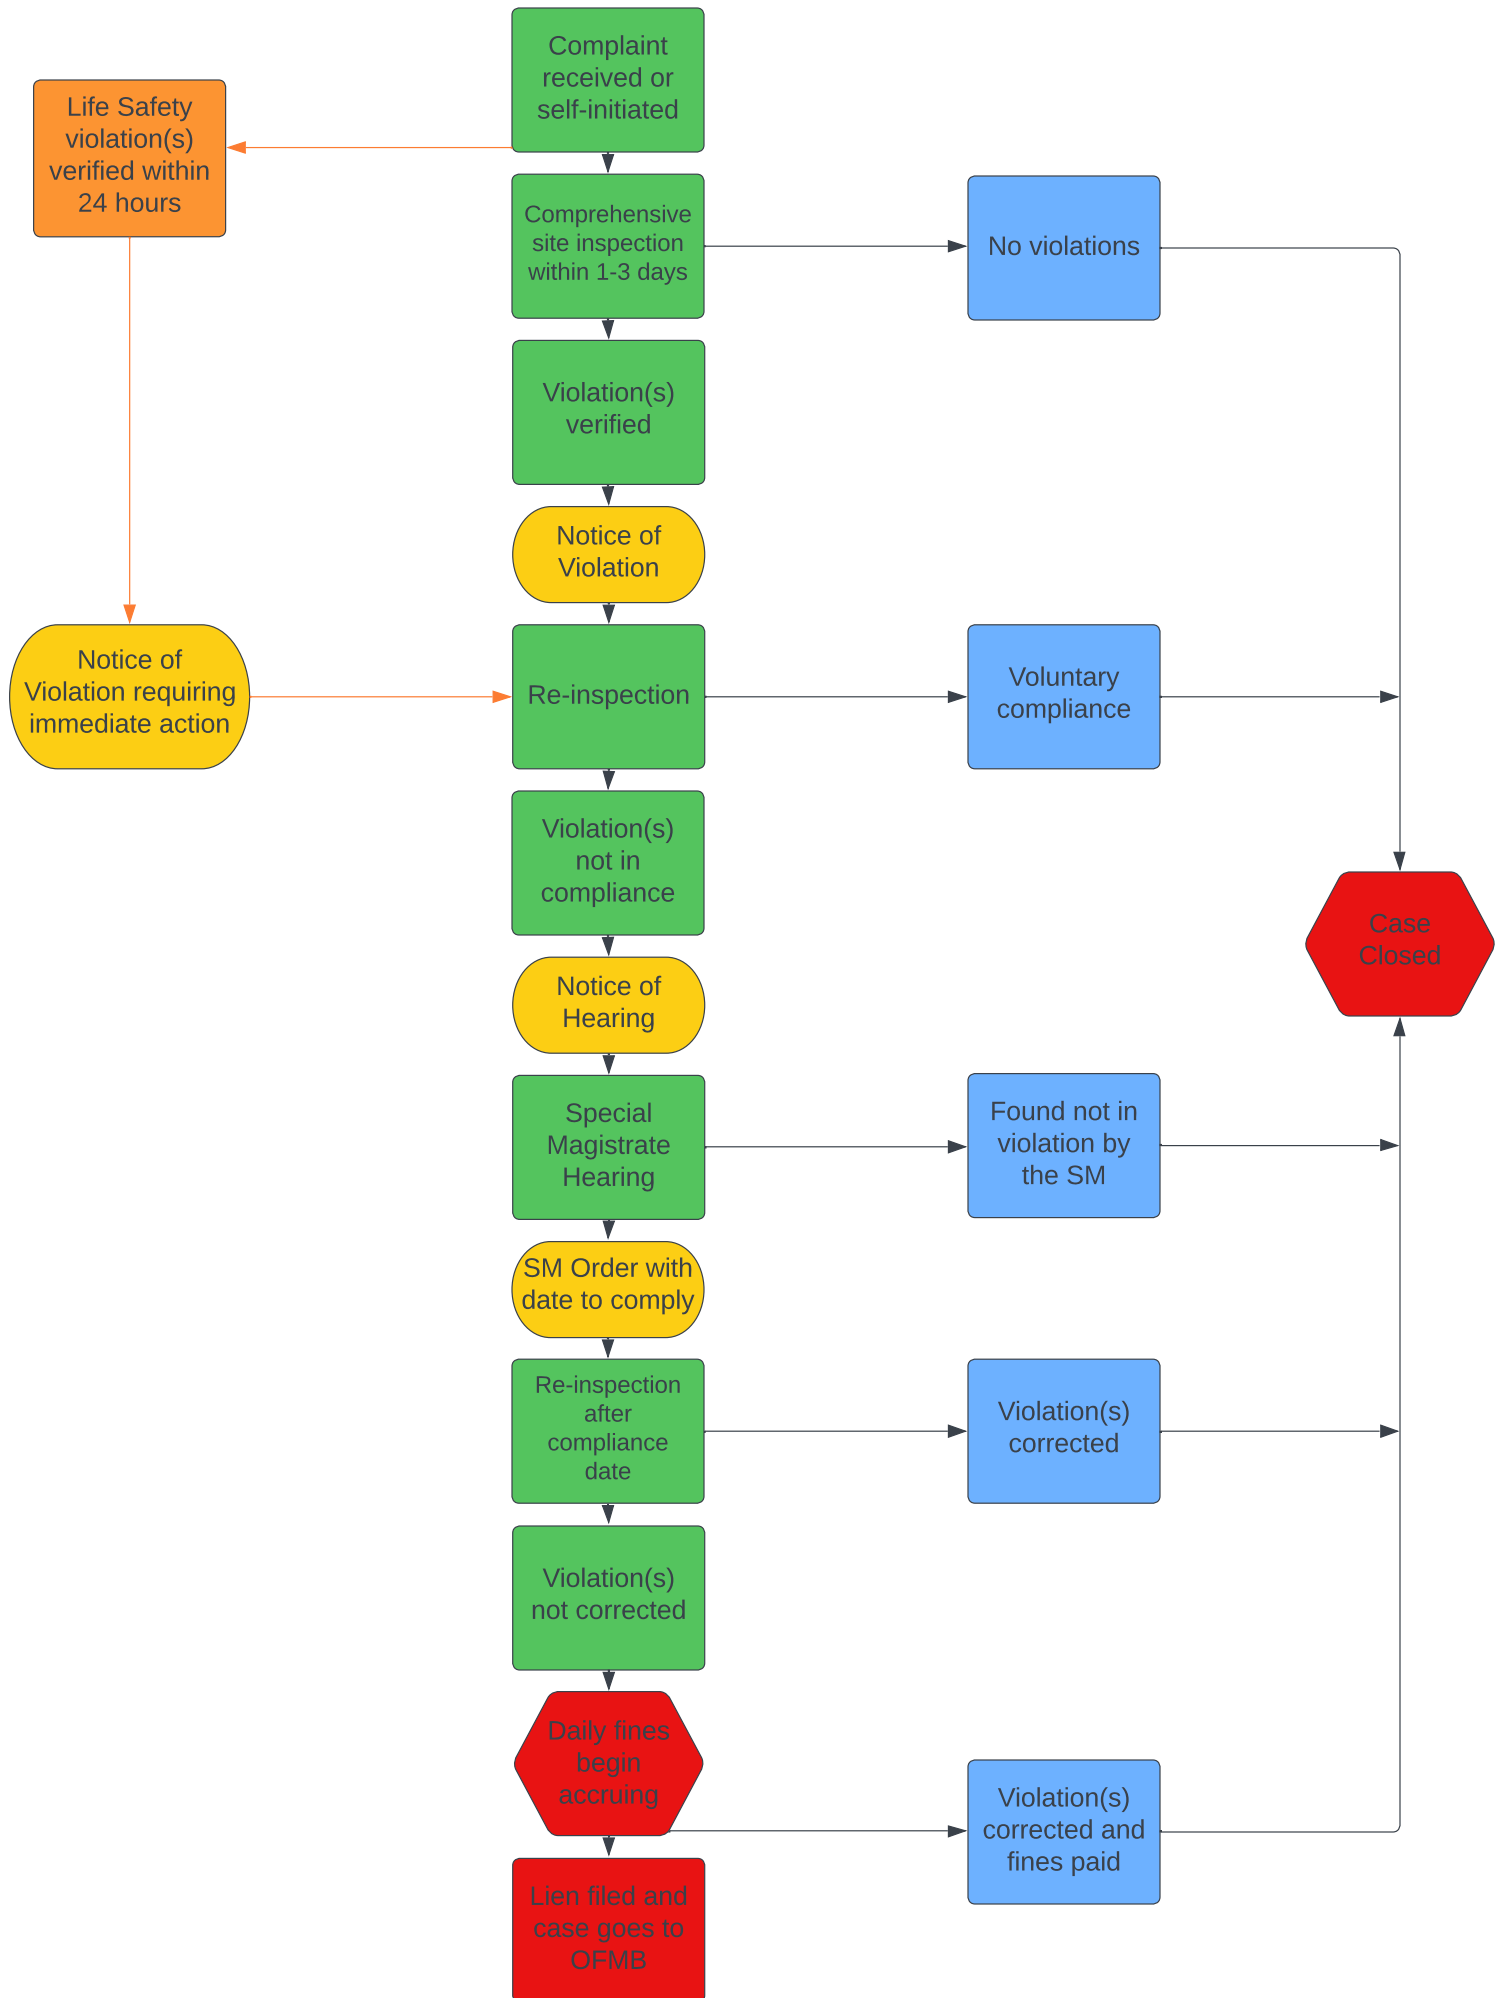 Complaint
received or
self-initiated
Life Safety
violation(s)
verified within
24 hours
Comprehensive
site inspection
within 1-3 days
No violations
Violation(s)
verified
Notice of
Violation
Notice of
Violation requiring
immediate action
Re-inspection
Voluntary
compliance
Violation(s)
not in
compliance
Case
Closed
Notice of
Hearing
Special
Magistrate
Hearing
Found not in
violation by
the SM
SM Order with
date to comply
Re-inspection
after
compliance
date
Violation(s)
corrected
Violation(s)
not corrected
Daily fines
begin
accruing
Violation(s)
corrected and
fines paid
Lien filed and
case goes to
OFMB